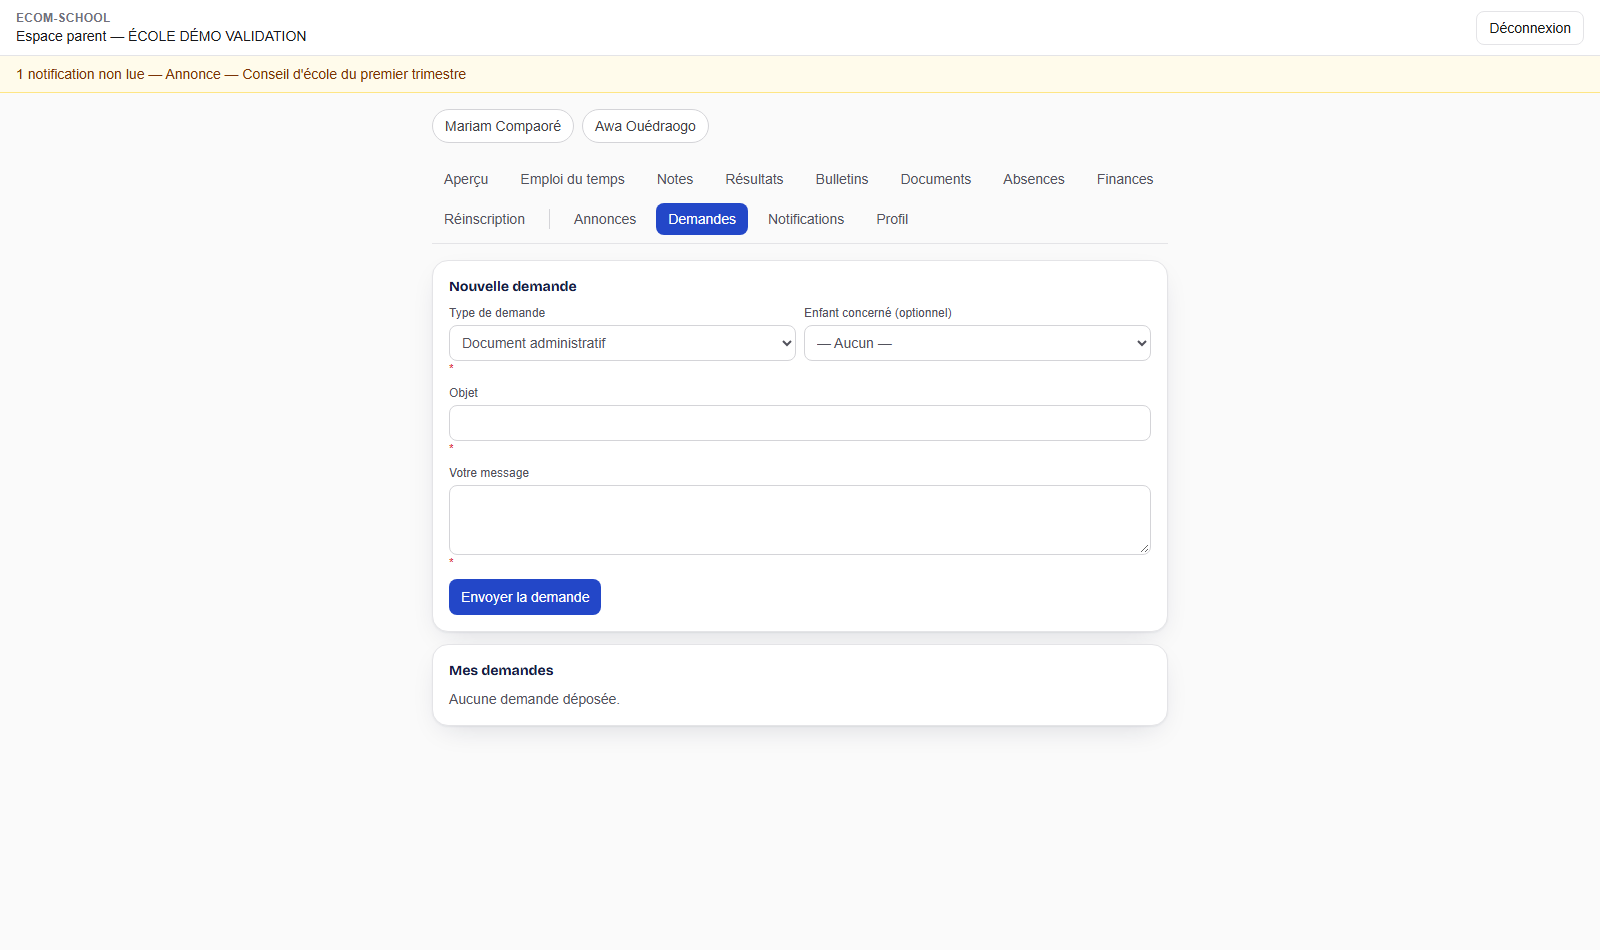 ECOM-SCHOOL
Espace parent — ÉCOLE DÉMO VALIDATION
Déconnexion
1 notification non lue — Annonce — Conseil d'école du premier trimestre
Mariam Compaoré
Awa Ouédraogo
Aperçu
Emploi du temps
Notes
Résultats
Bulletins
Documents
Absences
Finances
Réinscription
Annonces
Demandes
Notifications
Profil
Nouvelle demande
Type de demande
Enfant concerné (optionnel)
Document administratif
— Aucun —
*
Objet
*
Votre message
*
Envoyer la demande
Mes demandes
Aucune demande déposée.